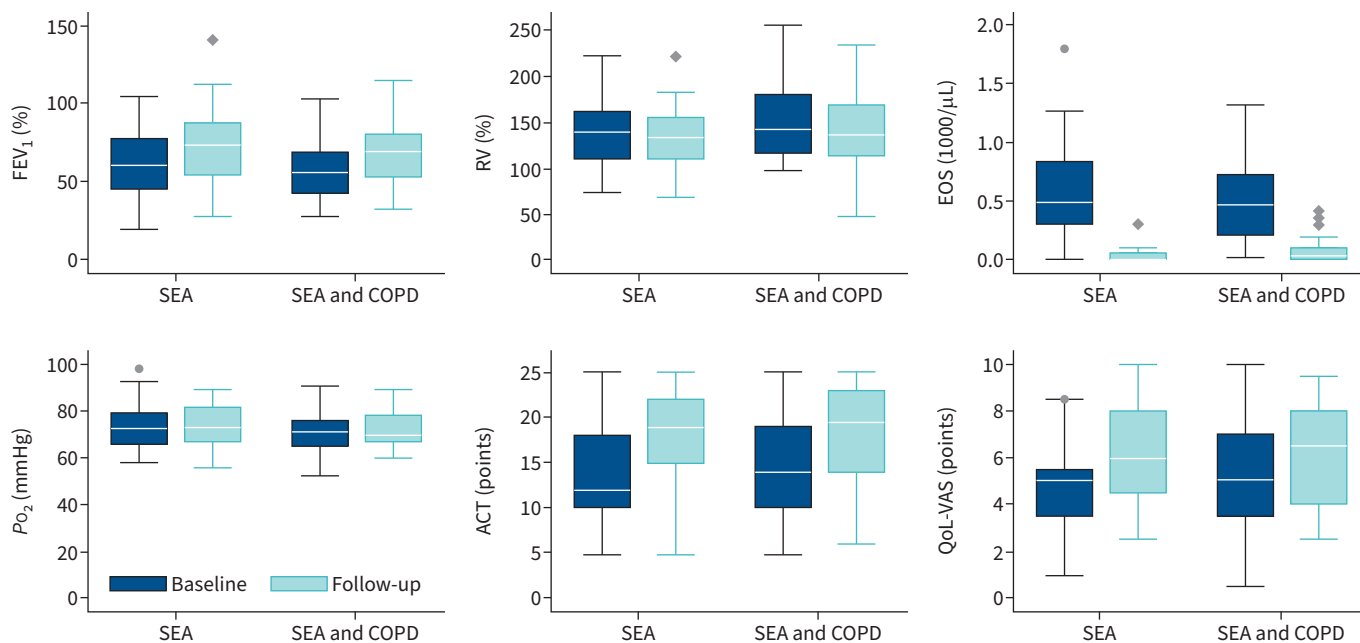 FEV₁ (%)
150
100
50
0
SEA
SEA and COPD
RV (%)
250
200
150
100
50
0
SEA
SEA and COPD
EOS (1000/µL)
2.0
1.5
1.0
0.5
0.0
SEA
SEA and COPD
PO₂ (mmHg)
100
80
60
40
20
0
Baseline
Follow-up
SEA
SEA and COPD
ACT (points)
25
20
15
10
5
0
SEA
SEA and COPD
QoL-VAS (points)
10
8
6
4
2
0
SEA
SEA and COPD